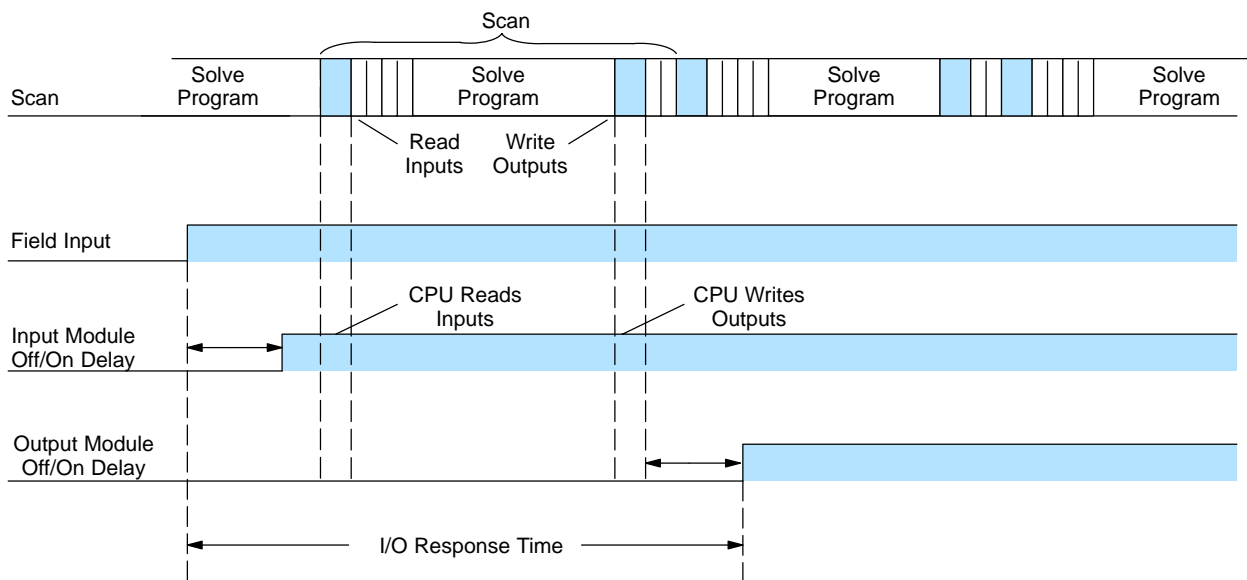 Scan
Solve
Program
Solve
Program
Solve
Program
Solve
Program
Scan
Read
Inputs
Write
Outputs
Field Input
CPU Reads
Inputs
CPU Writes
Outputs
Input Module
Off/On Delay
Output Module
Off/On Delay
I/O Response Time